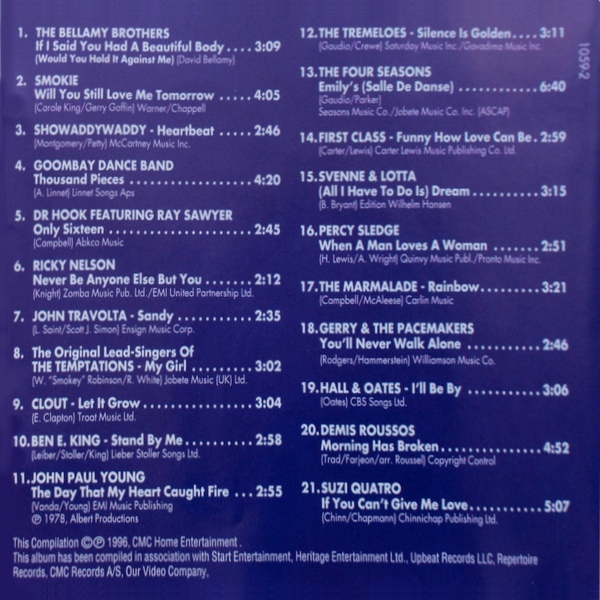 1. THE BELLAMY BROTHERS
If I Said You Had A Beautiful Body .... 3:09
(Would You Hold It Against Me) (David Bellamy)
2. SMOKIE
Will You Still Love Me Tomorrow ..... 4:05
(Carole King/Gerry Goffin) Warner/Chappell
3. SHOWADDYWADDY - Heartbeat ...... 2:46
(Montgomery/Petty) McCartney Music Inc.
4. GOOMBAY DANCE BAND
Thousand Pieces ................. 4:20
(A. Linnet) Linnet Songs Aps
5. DR HOOK FEATURING RAY SAWYER
Only Sixteen .................... 2:45
(Campbell) Abkco Music
6. RICKY NELSON
Never Be Anyone Else But You ....... 2:12
(Knight) Zomba Music Pub. Ltd./EMI United Partnership Ltd.
7. JOHN TRAVOLTA - Sandy ........... 2:35
(L. Saint/Scott J. Simon) Ensign Music Corp.
8. The Original Lead-Singers Of
THE TEMPTATIONS - My Girl ......... 3:02
(W. "Smokey" Robinson/R. White) Jobete Music (UK) Ltd.
9. CLOUT - Let It Grow ............... 3:04
(E. Clapton) Troat Music Ltd.
10. BEN E. KING - Stand By Me .......... 2:58
(Leiber/Stoller/King) Lieber Stoller Songs Ltd.
11. JOHN PAUL YOUNG
The Day That My Heart Caught Fire ... 2:55
(Vanda/Young) EMI Music Publishing
℗ 1978, Albert Productions
12. THE TREMELOES - Silence Is Golden.... 3:11
(Gaudio/Crewe) Saturday Music Inc./Gavadima Music Inc.
13. THE FOUR SEASONS
Emily's (Salle De Danse) ............ 6:40
(Gaudio/Parker)
Seasons Music Co./Jobete Music Co. Inc. (ASCAP)
14. FIRST CLASS - Funny How Love Can Be. 2:59
(Carter/Lewis) Carter Lewis Music Publishing Co. Ltd.
15. SVENNE & LOTTA
(All I Have To Do Is) Dream .......... 3:15
(B. Bryant) Edition Wilhelm Hansen
16. PERCY SLEDGE
When A Man Loves A Woman ........ 2:51
(H. Lewis/A. Wright) Quinvy Music Publ./Pronto Music Inc.
17. THE MARMALADE - Rainbow......... 3:21
(Campbell/McAleese) Carlin Music
18. GERRY & THE PACEMAKERS
You'll Never Walk Alone ............ 2:46
(Rodgers/Hammerstein) Williamson Music Co.
19. HALL & OATES - I'll Be By ........... 3:06
(Oates) CBS Songs Ltd.
20. DEMIS ROUSSOS
Morning Has Broken............... 4:52
(Trad/Farjeon/arr. Roussel) Copyright Control
21. SUZI QUATRO
If You Can't Give Me Love........... 5:07
(Chinn/Chapmann) Chinnichap Publishing Ltd.
1059-2
This Compilation ©℗ 1996, CMC Home Entertainment .
This album has been compiled in association with Start Entertainment, Heritage Entertainment Ltd., Upbeat Records LLC, Repertoire
Records, CMC Records A/S, Our Video Company,